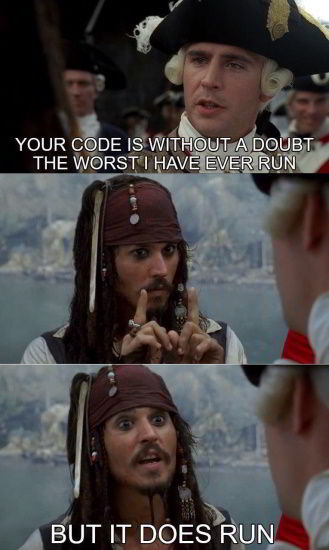 YOUR CODE IS WITHOUT A DOUBT
THE WORST I HAVE EVER RUN
BUT IT DOES RUN